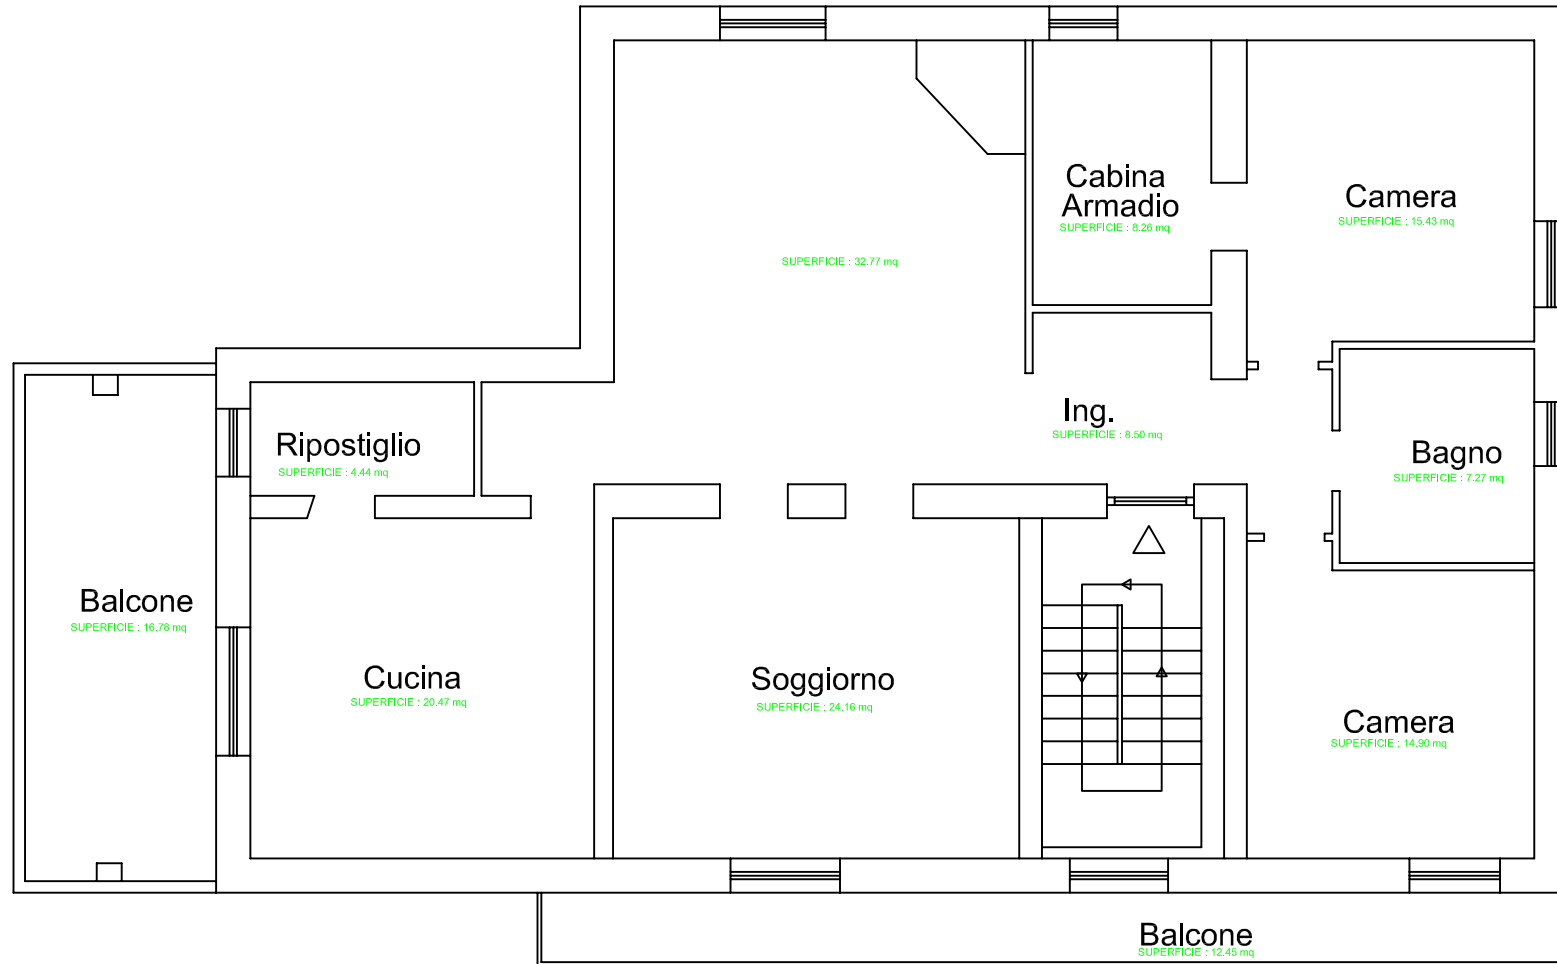 Cabina
Armadio
SUPERFICIE : 8.26 mq
Camera
SUPERFICIE : 15.43 mq
SUPERFICIE : 32.77 mq
Ing.
SUPERFICIE : 8.50 mq
Ripostiglio
SUPERFICIE : 4.44 mq
Bagno
SUPERFICIE : 7.27 mq
Balcone
SUPERFICIE : 16.78 mq
Cucina
SUPERFICIE : 20.47 mq
Soggiorno
SUPERFICIE : 24.16 mq
Camera
SUPERFICIE : 14.90 mq
Balcone
SUPERFICIE : 12.45 mq